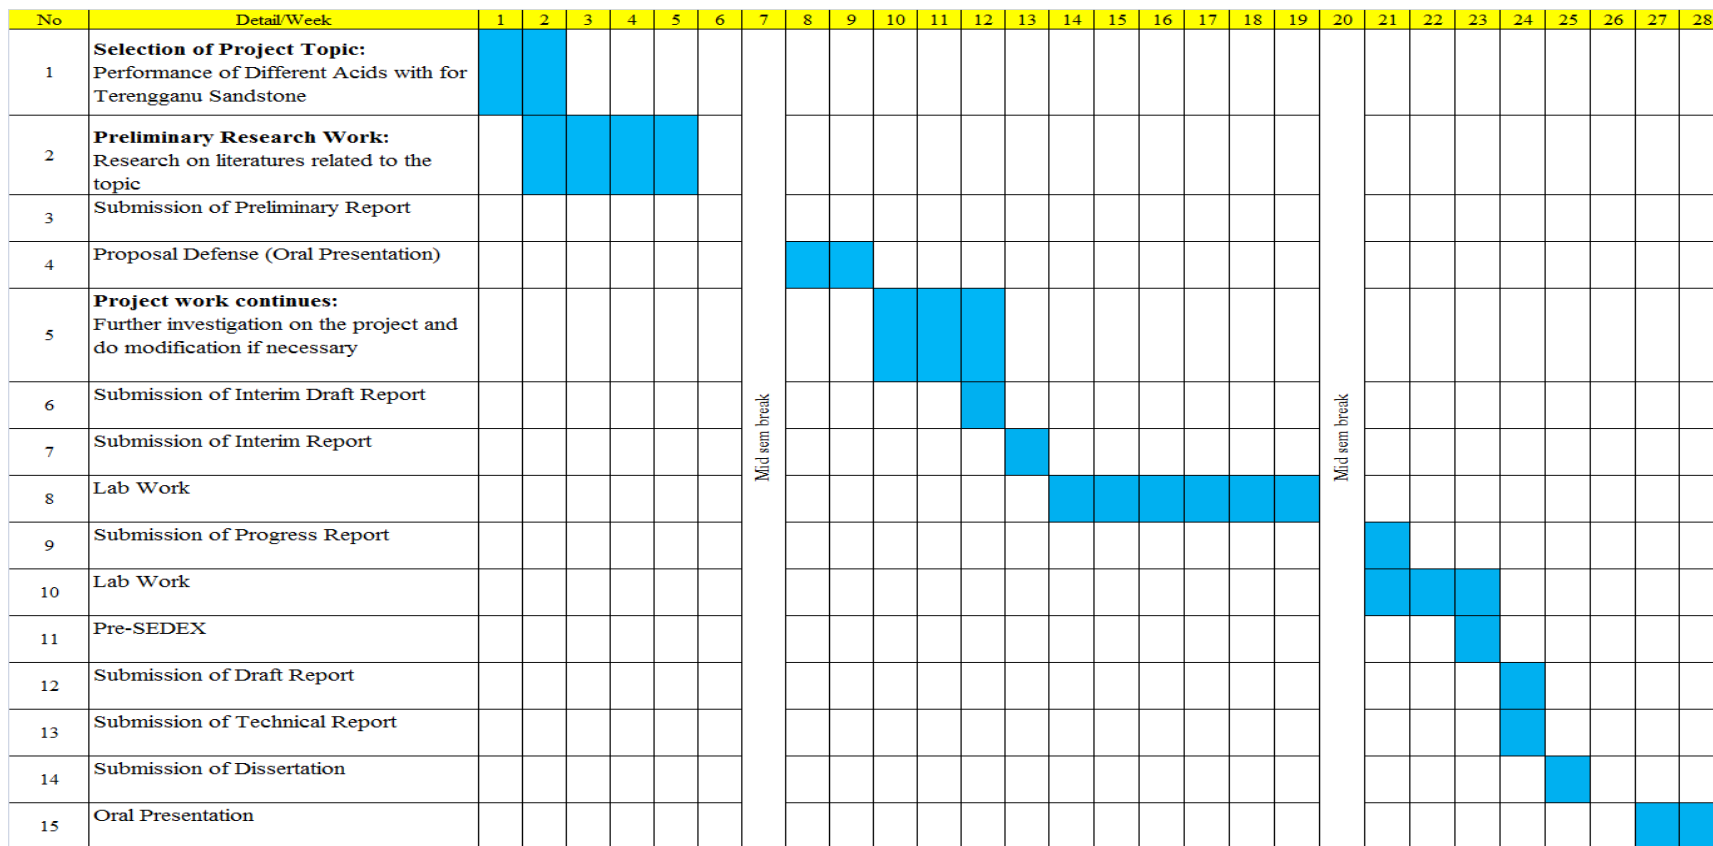 No Detail/Week 1 2 3 4 5 6 7 8 9 10 11 12 13 14 15 16 17 18 19 20 21 22 23 24 25 26 27 28
1 Selection of Project Topic:
Performance of Different Acids with for
Terengganu Sandstone
2 Preliminary Research Work:
Research on literatures related to the
topic
3 Submission of Preliminary Report
4 Proposal Defense (Oral Presentation)
5 Project work continues:
Further investigation on the project and
do modification if necessary
6 Submission of Interim Draft Report
7 Submission of Interim Report
8 Lab Work
9 Submission of Progress Report
10 Lab Work
11 Pre-SEDEX
12 Submission of Draft Report
13 Submission of Technical Report
14 Submission of Dissertation
15 Oral Presentation
Mid sem break
Mid sem break